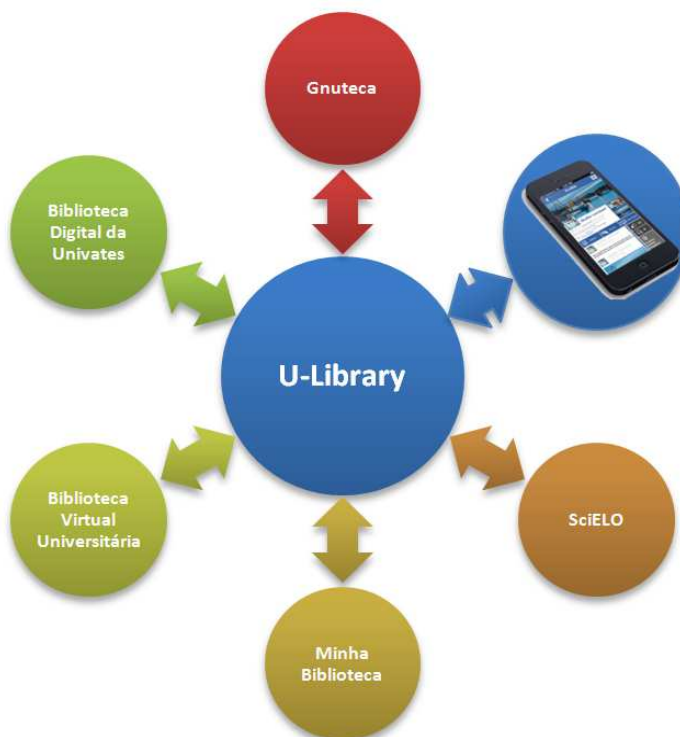 Gnuteca
Biblioteca
Digital da
Univates
U-Library
Biblioteca
Virtual
Universitária
SciELO
Minha
Biblioteca